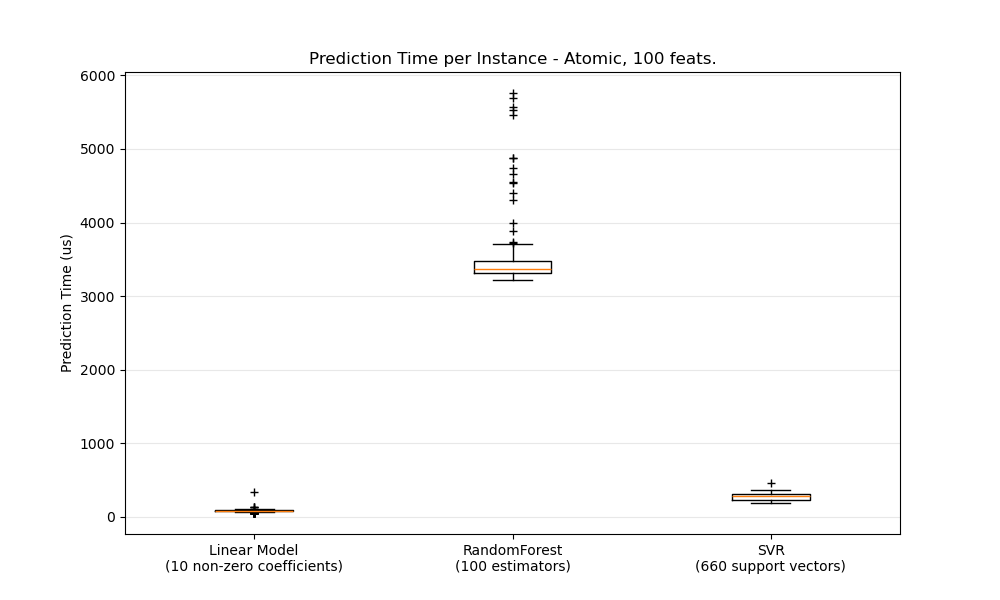 Prediction Time per Instance - Atomic, 100 feats.
Prediction Time (us)
6000
5000
4000
3000
2000
1000
0
Linear Model
(10 non-zero coefficients)
RandomForest
(100 estimators)
SVR
(660 support vectors)